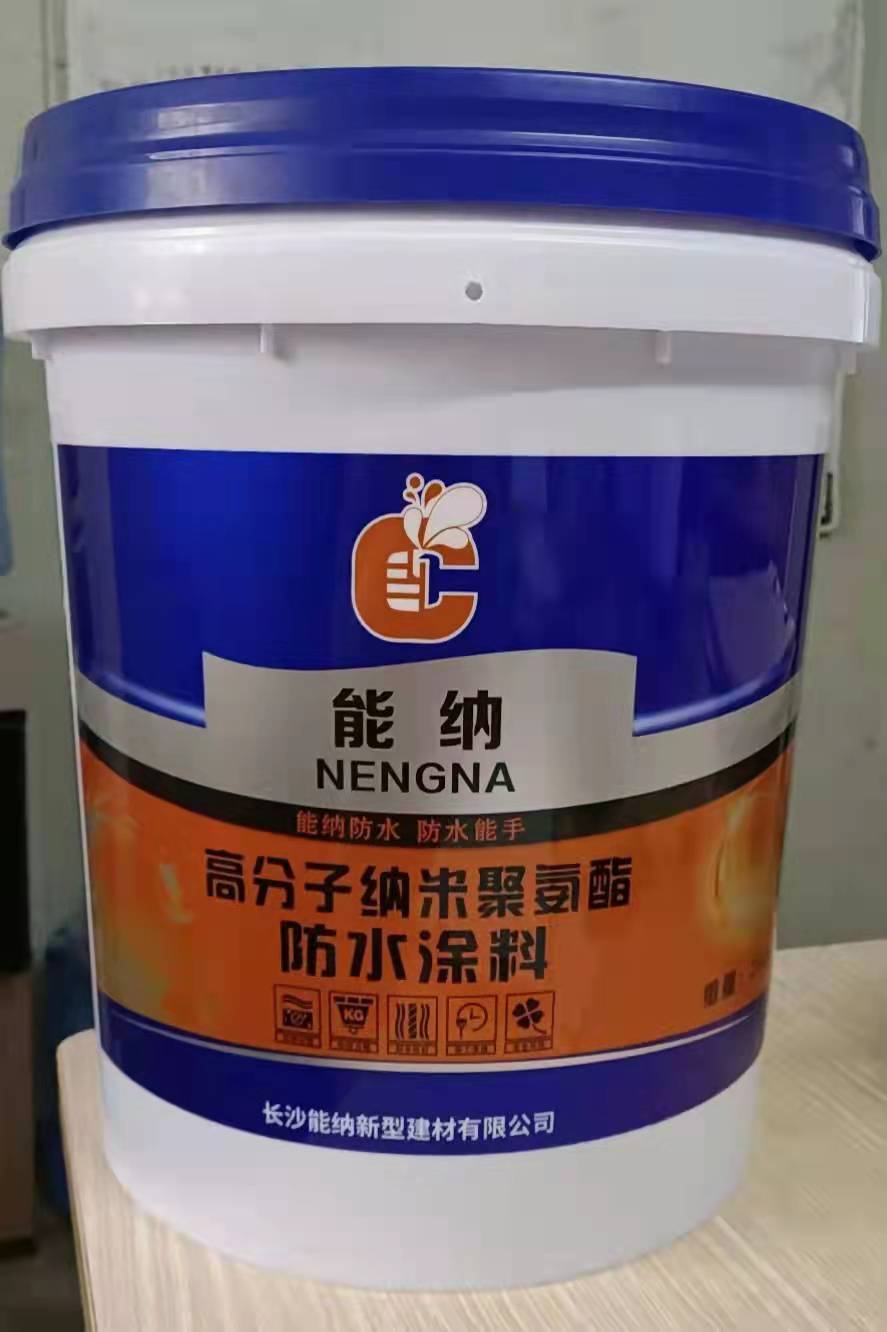 能纳
NENGNA
能纳防水 防水能手
高分子纳米聚氨酯
防水涂料
KG
长沙能纳新型建材有限公司